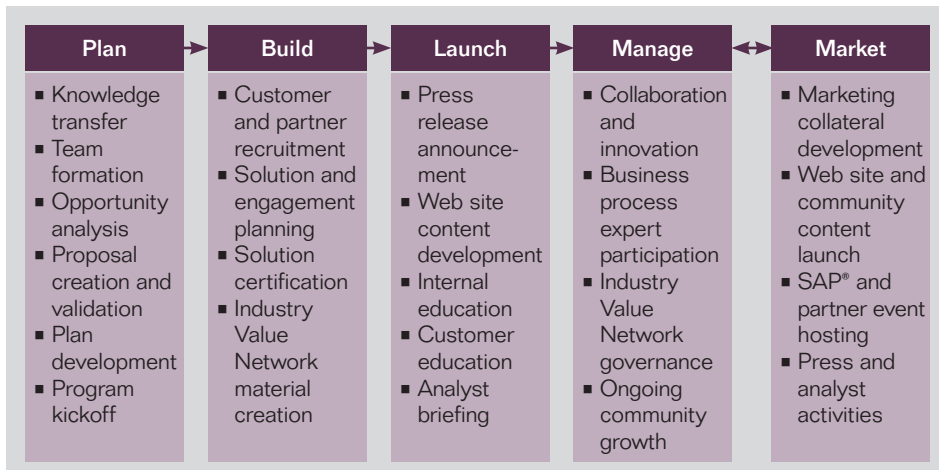 Plan
■ Knowledge
transfer
■ Team
formation
■ Opportunity
analysis
■ Proposal
creation and
validation
■ Plan
development
■ Program
kickoff
Build
■ Customer
and partner
recruitment
■ Solution and
engagement
planning
■ Solution
certification
■ Industry
Value
Network
material
creation
Launch
■ Press
release
announce-
ment
■ Web site
content
development
■ Internal
education
■ Customer
education
■ Analyst
briefing
Manage
■ Collaboration
and
innovation
■ Business
process
expert
participation
■ Industry
Value
Network
governance
■ Ongoing
community
growth
Market
■ Marketing
collateral
development
■ Web site and
community
content
launch
■ SAP® and
partner event
hosting
■ Press and
analyst
activities